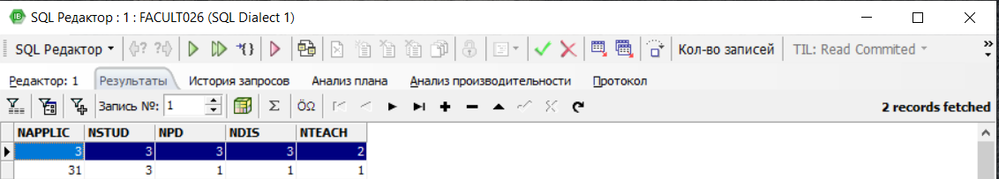 SQL Редактор : 1 : FACULT026 (SQL Dialect 1)
SQL Редактор Кол-во записей TIL: Read Commited
Редактор: 1 Результаты История запросов Анализ плана Анализ производительности Протокол
Запись №: 1 Σ ÖΩ 2 records fetched
NAPPLIC NSTUD NPD NDIS NTEACH
3 3 3 3 2
31 3 1 1 1